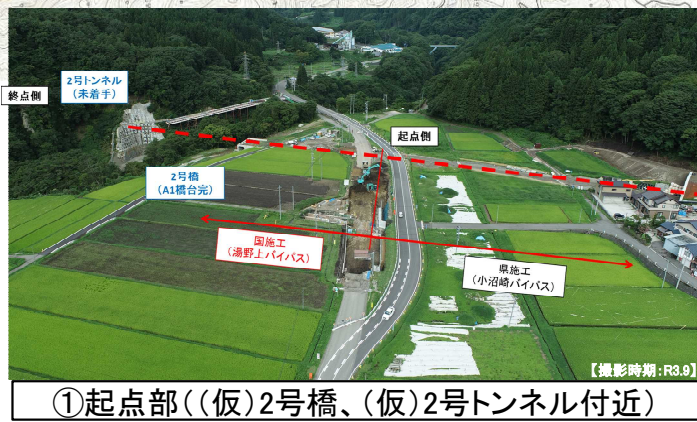 終点側
2号トンネル
(未着手)
起点側
2号橋
(A1橋台完)
国施工
(湯野上バイパス)
県施工
(小沼崎バイパス)
【撮影時期:R3.9】
①起点部((仮)2号橋、(仮)2号トンネル付近)